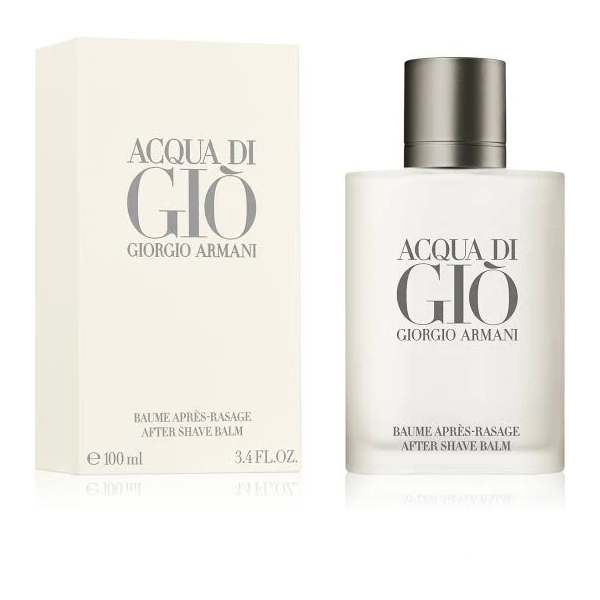 ACQUA DI
GIÒ
GIORGIO ARMANI
BAUME APRÈS-RASAGE
AFTER SHAVE BALM
℮ 100 ml 3.4 FL.OZ.
ACQUA DI
GIÒ
GIORGIO ARMANI
BAUME APRÈS-RASAGE
AFTER SHAVE BALM